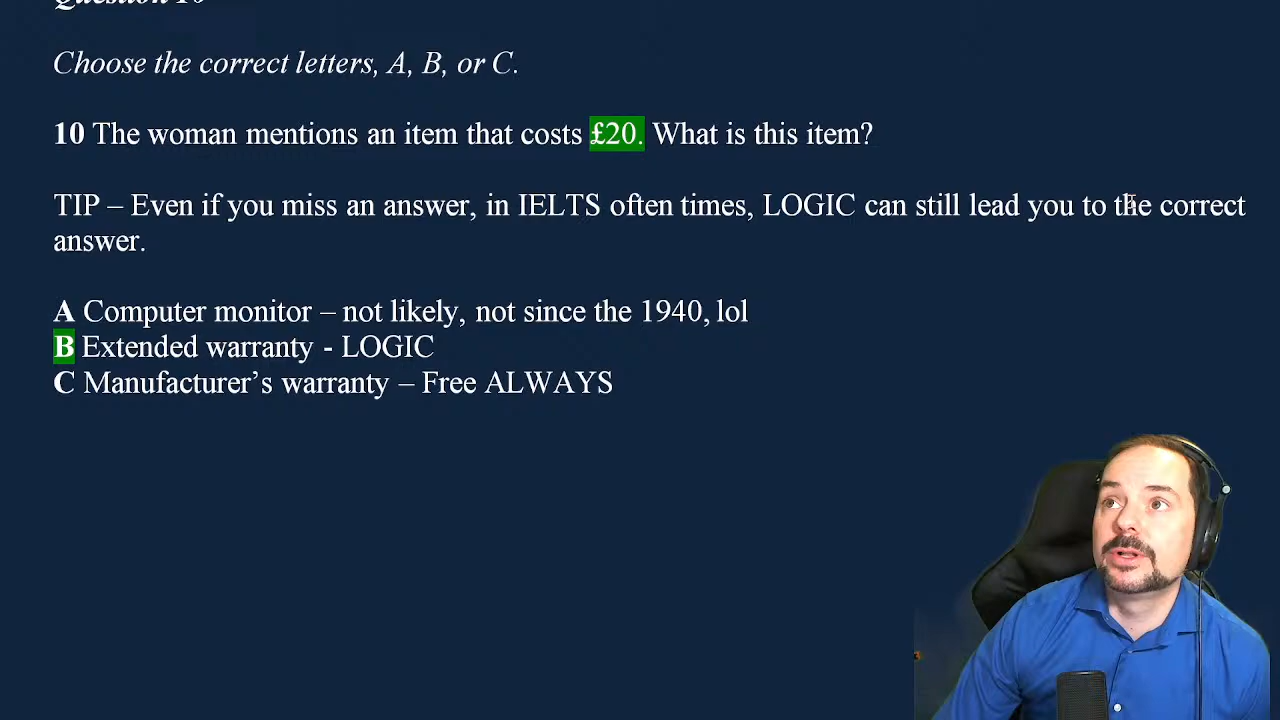 Question 10
Choose the correct letters, A, B, or C.
10 The woman mentions an item that costs £20. What is this item?
TIP – Even if you miss an answer, in IELTS often times, LOGIC can still lead you to the correct
answer.
A Computer monitor – not likely, not since the 1940, lol
B Extended warranty - LOGIC
C Manufacturer’s warranty – Free ALWAYS